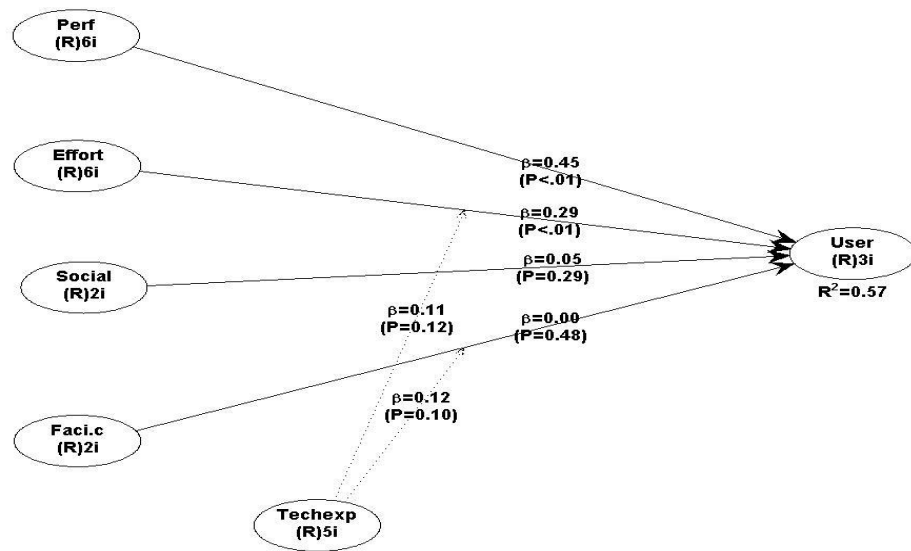 Perf
(R)6i
Effort
(R)6i
β=0.45
(P<.01)
β=0.29
(P<.01)
User
(R)3i
R²=0.57
Social
(R)2i
β=0.05
(P=0.29)
β=0.11
(P=0.12)
β=0.00
(P=0.48)
β=0.12
(P=0.10)
Faci.c
(R)2i
Techexp
(R)5i